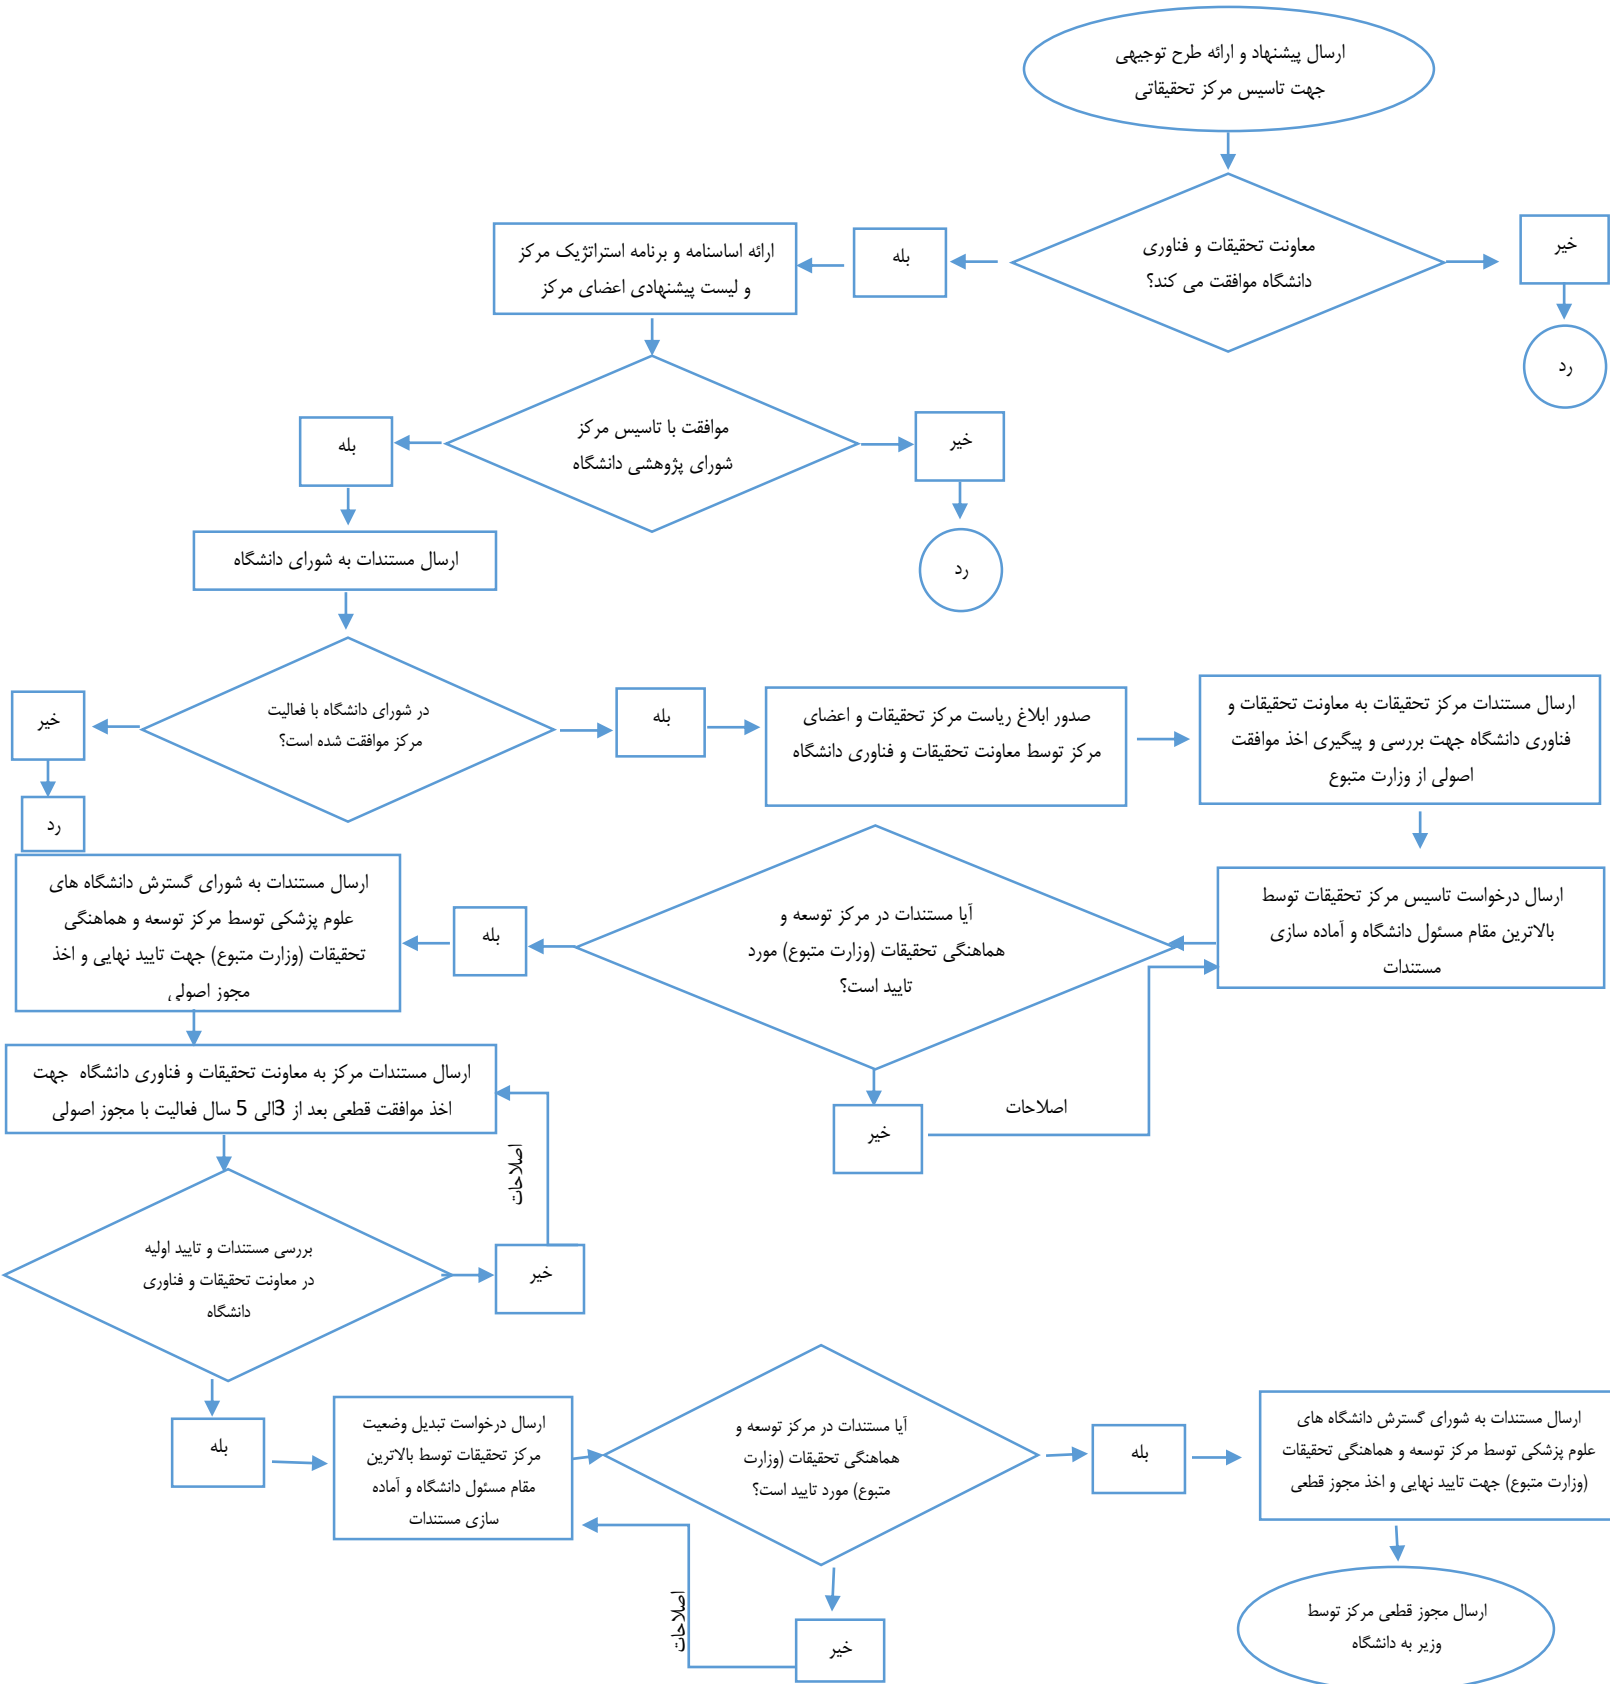 ارسال پیشنهاد و ارائه طرح توجیهی
جهت تاسیس مرکز تحقیقاتی
معاونت تحقیقات و فناوری
دانشگاه موافقت می کند؟
خیر
رد
بله
ارائه اساسنامه و برنامه استراتژیک مرکز
و لیست پیشنهادی اعضای مرکز
موافقت با تاسیس مرکز
شورای پژوهشی دانشگاه
خیر
رد
بله
ارسال مستندات به شورای دانشگاه
در شورای دانشگاه با فعالیت
مرکز موافقت شده است؟
خیر
رد
بله
صدور ابلاغ ریاست مرکز تحقیقات و اعضای
مرکز توسط معاونت تحقیقات و فناوری دانشگاه
ارسال مستندات مرکز تحقیقات به معاونت تحقیقات و
فناوری دانشگاه جهت بررسی و پیگیری اخذ موافقت
اصولی از وزارت متبوع
ارسال درخواست تاسیس مرکز تحقیقات توسط
بالاترین مقام مسئول دانشگاه و آماده سازی
مستندات
آیا مستندات در مرکز توسعه و
هماهنگی تحقیقات (وزارت متبوع) مورد
تایید است؟
خیر
اصلاحات
بله
ارسال مستندات به شورای گسترش دانشگاه های
علوم پزشکی توسط مرکز توسعه و هماهنگی
تحقیقات (وزارت متبوع) جهت تایید نهایی و اخذ
مجوز اصولی
ارسال مستندات مرکز به معاونت تحقیقات و فناوری دانشگاه جهت
اخذ موافقت قطعی بعد از 3الی 5 سال فعالیت با مجوز اصولی
اصلاحات
بررسی مستندات و تایید اولیه
در معاونت تحقیقات و فناوری
دانشگاه
خیر
بله
ارسال درخواست تبدیل وضعیت
مرکز تحقیقات توسط بالاترین
مقام مسئول دانشگاه و آماده
سازی مستندات
آیا مستندات در مرکز توسعه و
هماهنگی تحقیقات (وزارت
متبوع) مورد تایید است؟
خیر
اصلاحات
بله
ارسال مستندات به شورای گسترش دانشگاه های
علوم پزشکی توسط مرکز توسعه و هماهنگی تحقیقات
(وزارت متبوع) جهت تایید نهایی و اخذ مجوز قطعی
ارسال مجوز قطعی مرکز توسط
وزیر به دانشگاه